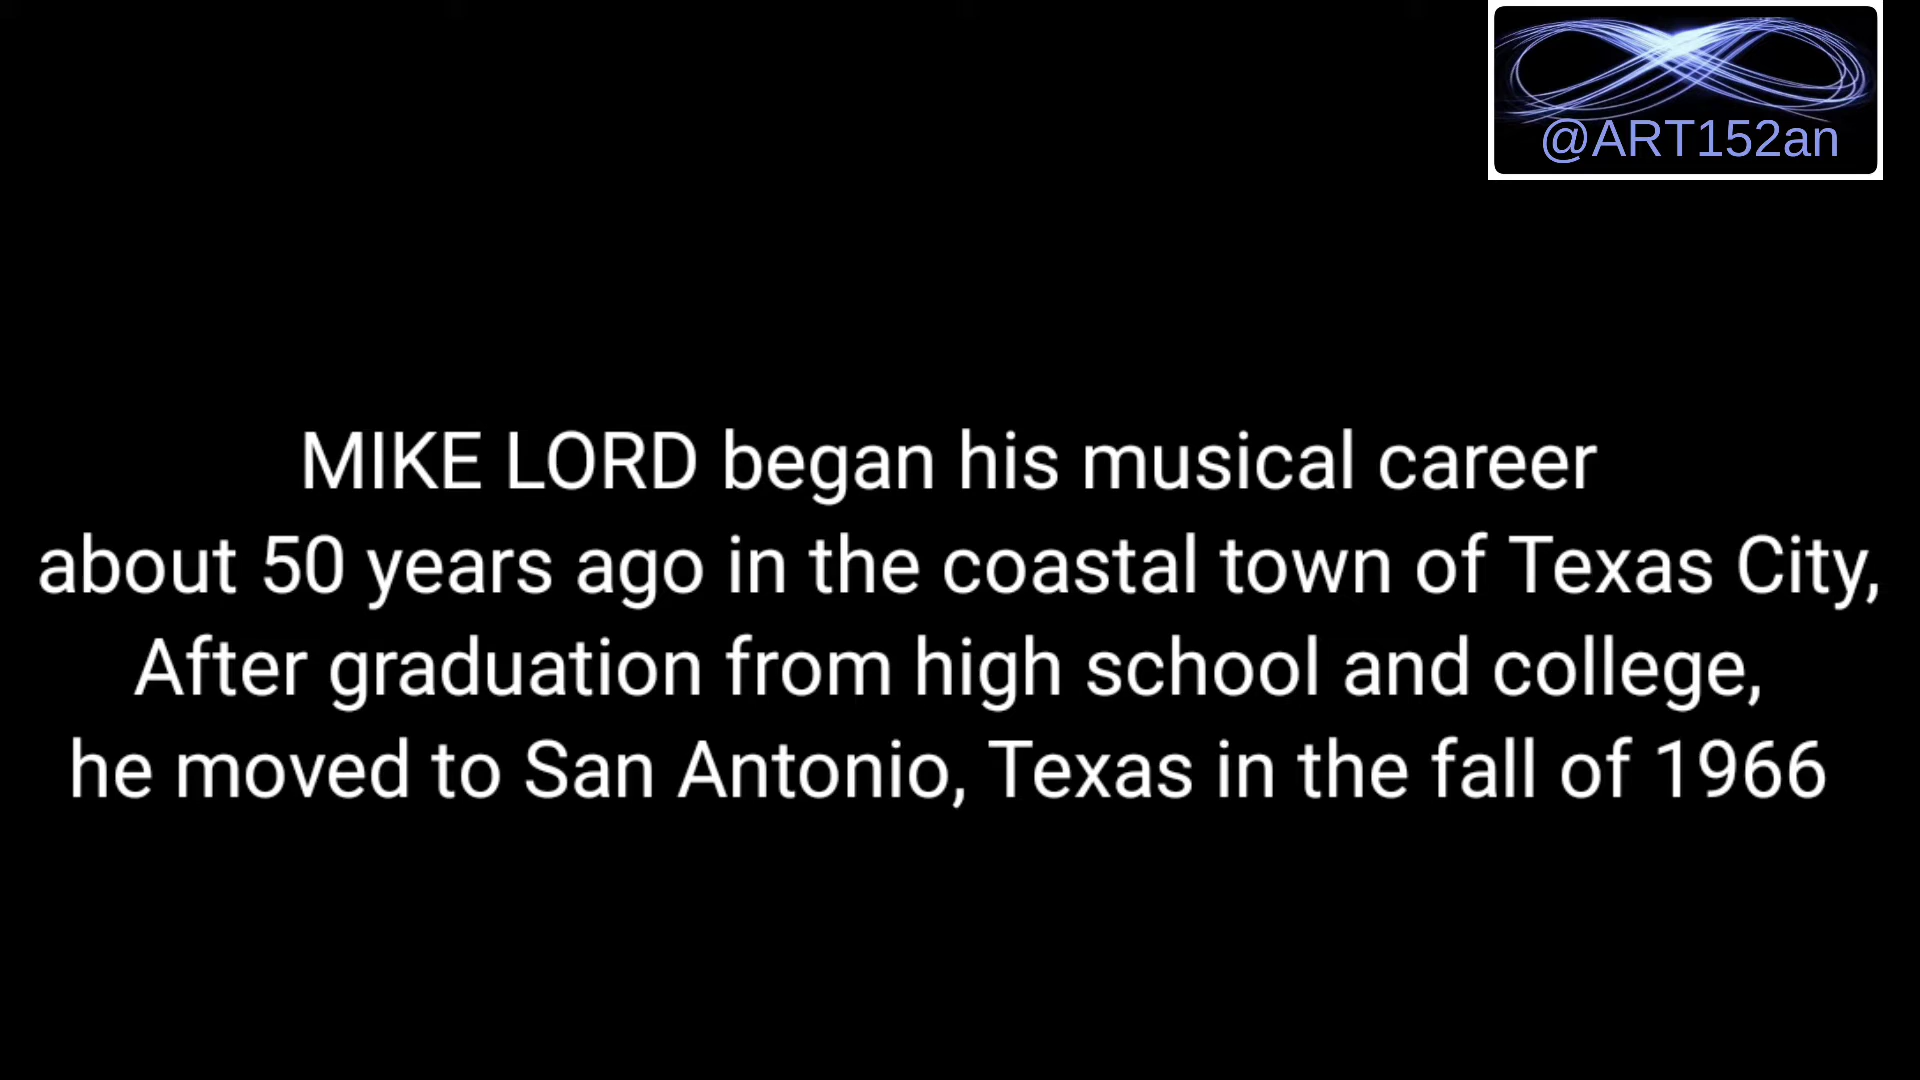 @ART152an
MIKE LORD began his musical career
about 50 years ago in the coastal town of Texas City,
After graduation from high school and college,
he moved to San Antonio, Texas in the fall of 1966